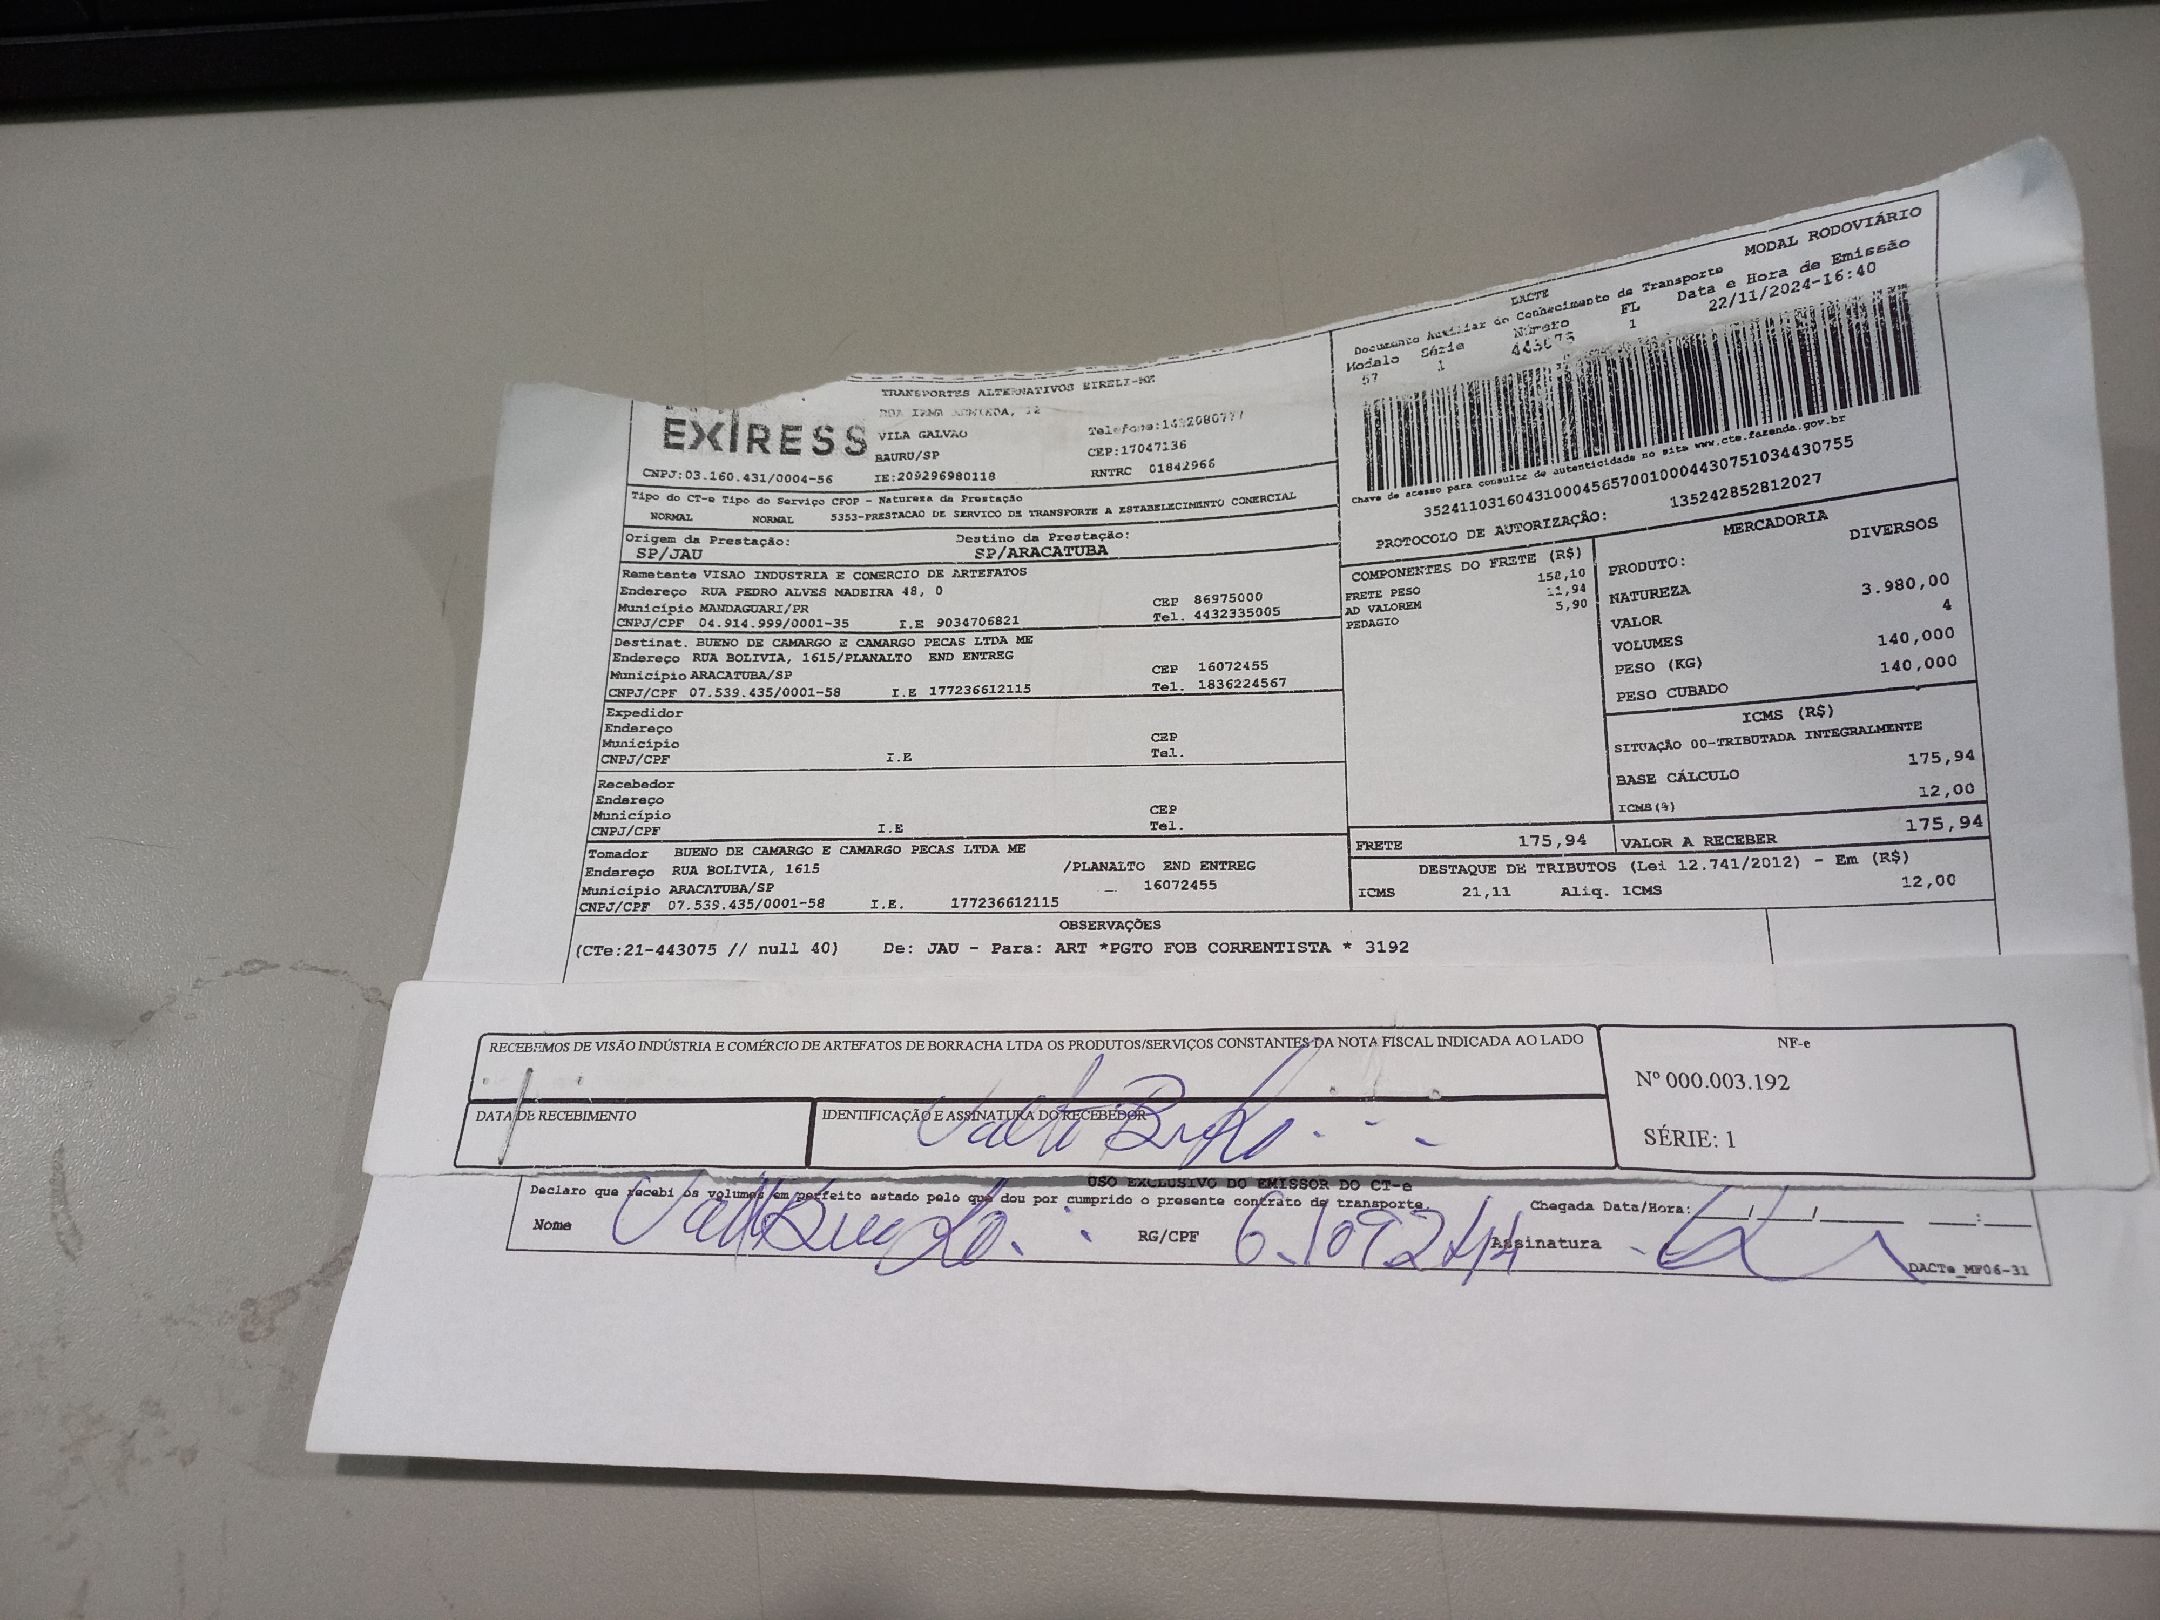 DACTE
MODAL RODOVIÁRIO
Documento Auxiliar do Conhecimento de Transporte
Modelo Série Número FL Data e Hora de Emissão
57 1 443075 1 22/11/2024-16:40
TRANSPORTES ALTERNATIVOS EIRELI-ME
EXPRESS
VILA GALVAO
BAURU/SP
CEP:17047136
CNPJ:03.160.431/0004-56 IE:209296980118 RNTRC 01842966
Chave de acesso para consulta de autenticidade no site www.cte.fazenda.gov.br
35241103160431000456570010004430751034430755
PROTOCOLO DE AUTORIZAÇÃO: 135242852812027
Tipo do CT-e Tipo do Serviço CFOP - Natureza da Prestação
NORMAL NORMAL 5353-PRESTACAO DE SERVICO DE TRANSPORTE A ESTABELECIMENTO COMERCIAL
Origem da Prestação: Destino da Prestação:
SP/JAU SP/ARACATUBA
Remetente VISAO INDUSTRIA E COMERCIO DE ARTEFATOS
Endereço RUA PEDRO ALVES MADEIRA 48, 0
Município MANDAGUARI/PR CEP 86975000
CNPJ/CPF 04.914.999/0001-35 I.E 9034706821 Tel. 4432335005
Destinat. BUENO DE CAMARGO E CAMARGO PECAS LTDA ME
Endereço RUA BOLIVIA, 1615/PLANALTO END ENTREG
Município ARACATUBA/SP CEP 16072455
CNPJ/CPF 07.539.435/0001-58 I.E 177236612115 Tel. 1836224567
Expedidor
Endereço
Município CEP
CNPJ/CPF I.E Tel.
Recebedor
Endereço
Município CEP
CNPJ/CPF I.E Tel.
Tomador BUENO DE CAMARGO E CAMARGO PECAS LTDA ME
Endereço RUA BOLIVIA, 1615 /PLANALTO END ENTREG
Município ARACATUBA/SP 16072455
CNPJ/CPF 07.539.435/0001-58 I.E. 177236612115
COMPONENTES DO FRETE (R$)
FRETE PESO 158,10
AD VALOREM 11,94
PEDAGIO 5,90
MERCADORIA
PRODUTO: DIVERSOS
NATUREZA
VALOR 3.980,00
VOLUMES 4
PESO (KG) 140,000
PESO CUBADO 140,000
ICMS (R$)
SITUAÇÃO 00-TRIBUTADA INTEGRALMENTE
BASE CÁLCULO 175,94
ICMS(%) 12,00
FRETE 175,94 VALOR A RECEBER 175,94
DESTAQUE DE TRIBUTOS (Lei 12.741/2012) - Em (R$)
ICMS 21,11 Aliq. ICMS 12,00
OBSERVAÇÕES
(CTe:21-443075 // null 40) De: JAU - Para: ART *PGTO FOB CORRENTISTA * 3192
RECEBEMOS DE VISÃO INDÚSTRIA E COMÉRCIO DE ARTEFATOS DE BORRACHA LTDA OS PRODUTOS/SERVIÇOS CONSTANTES DA NOTA FISCAL INDICADA AO LADO
NF-e
Nº 000.003.192
SÉRIE: 1
DATA DE RECEBIMENTO IDENTIFICAÇÃO E ASSINATURA DO RECEBEDOR
USO EXCLUSIVO DO EMISSOR DO CT-e
Declaro que recebi os volumes em perfeito estado pelo que dou por cumprido o presente contrato de transporte.
Chegada Data/Hora: ___/___/_____ ___:___
Nome RG/CPF Assinatura
DACTe_MF06-31